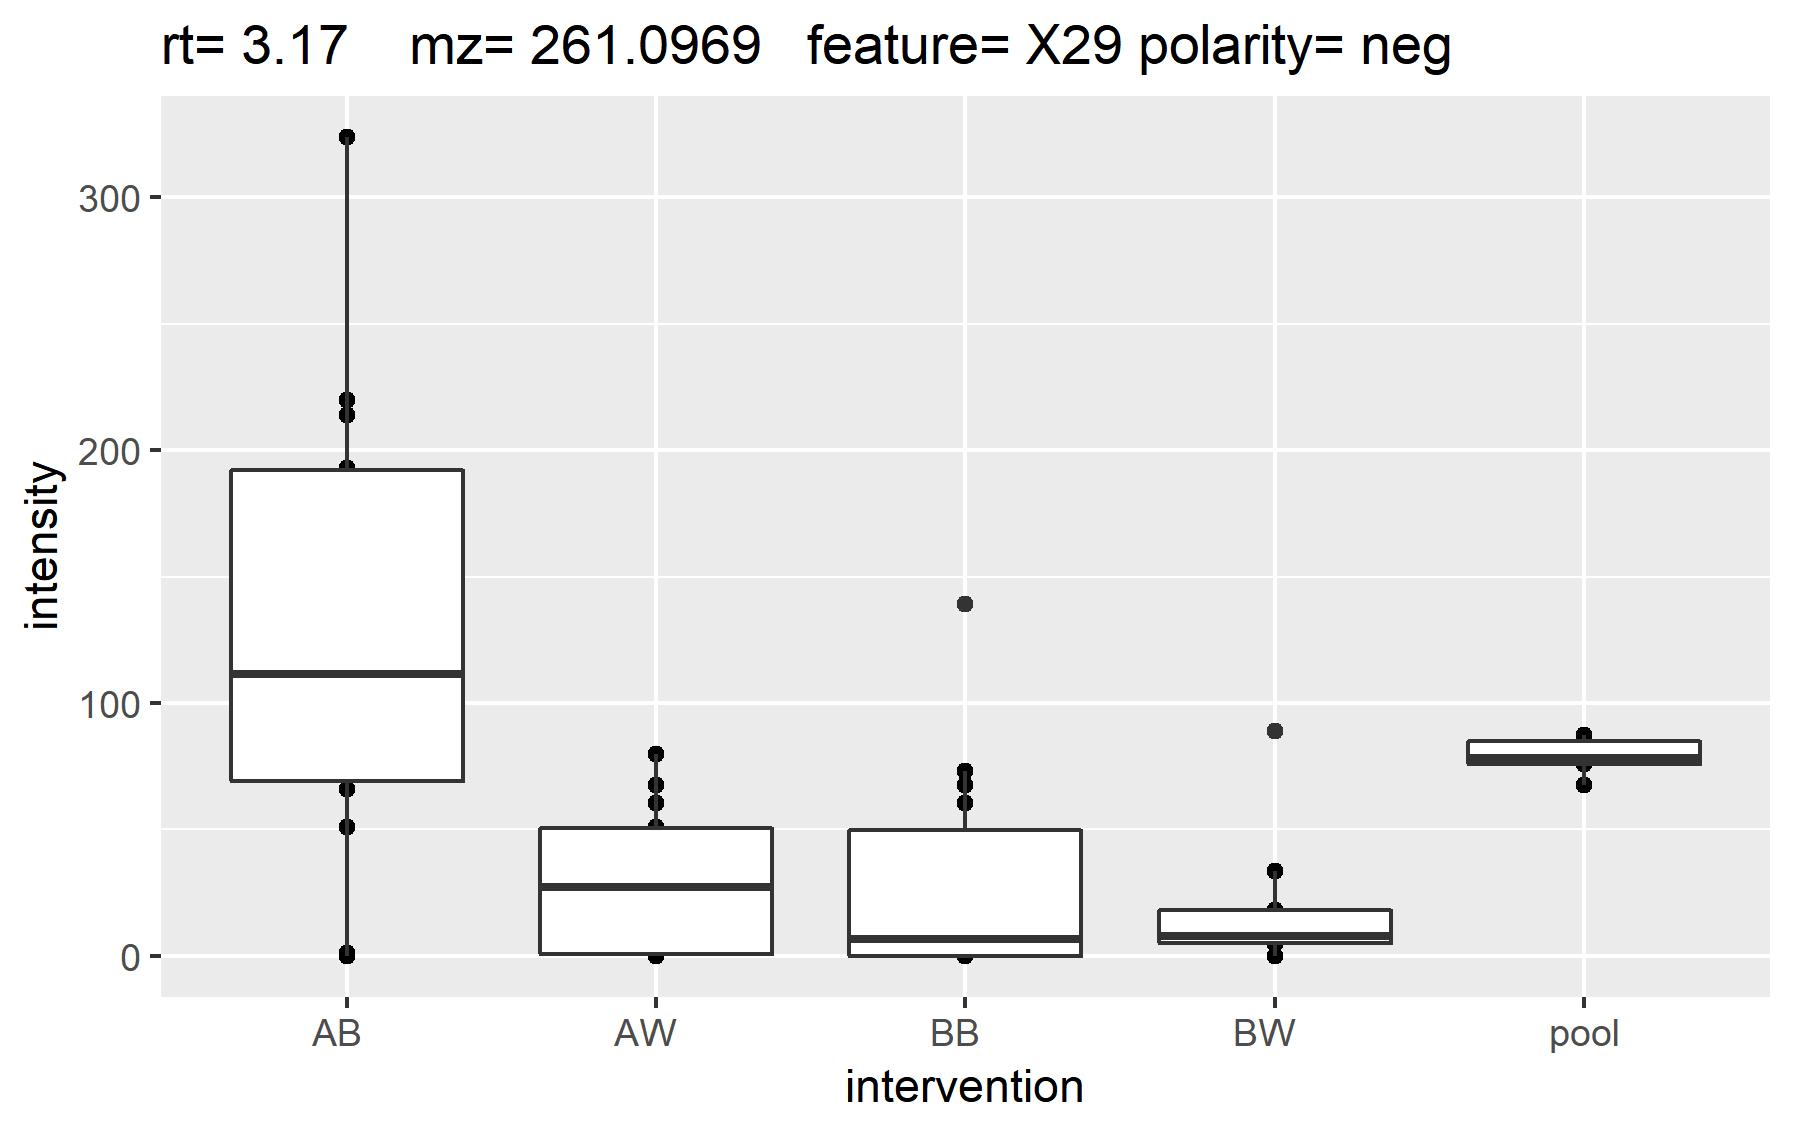 rt= 3.17 mz= 261.0969 feature= X29 polarity= neg
intensity
300
200
100
0
AB AW BB BW pool
intervention